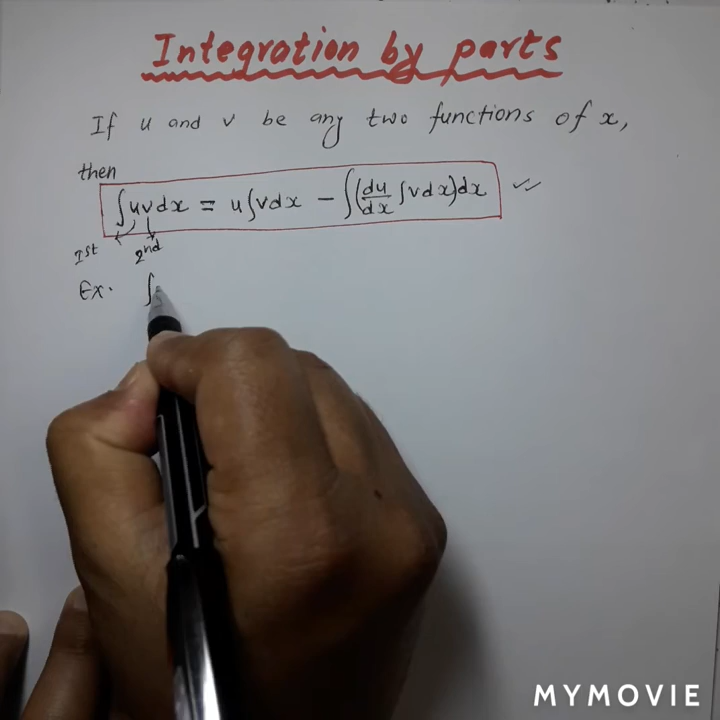 Integration by parts
If u and v be any two functions of x,
then
∫uvdx = u∫vdx − ∫(du/dx ∫vdx)dx
1st 2nd
Ex. ∫
MYMOVIE